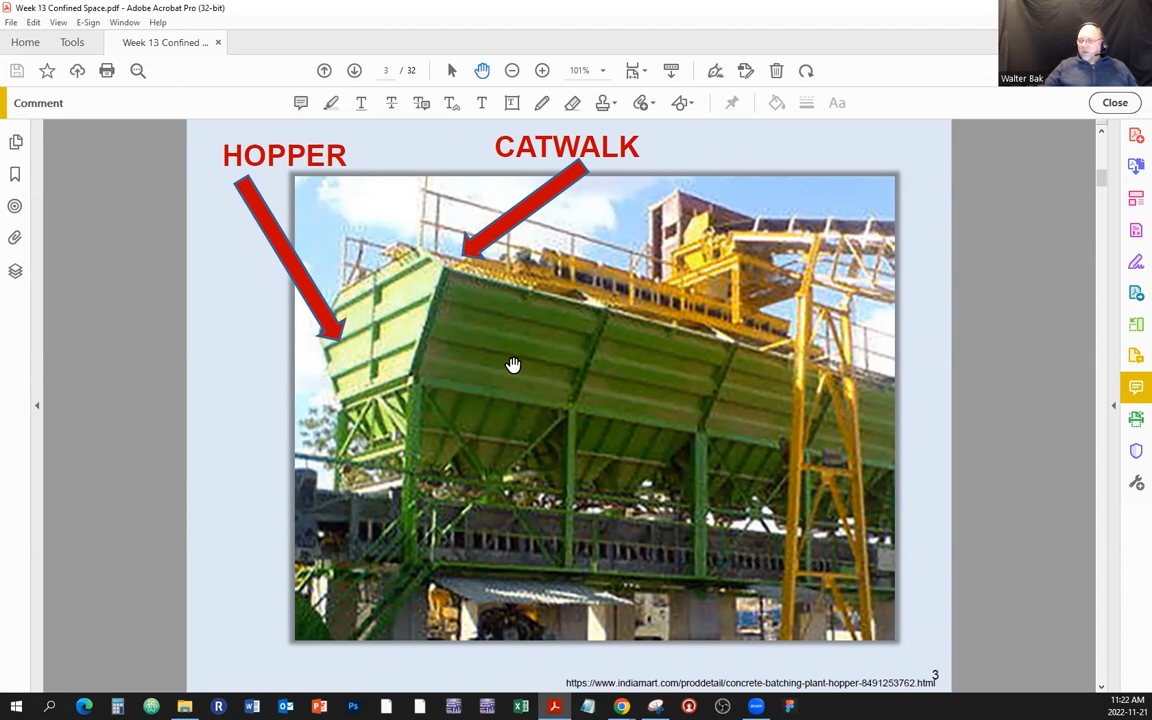 Week 13 Confined Space.pdf - Adobe Acrobat Pro (32-bit)
File Edit View E-Sign Window Help
Home Tools Week 13 Confined ... ×
3 / 32 101%
Walter Bak
Comment
Close
HOPPER
CATWALK
3
https://www.indiamart.com/proddetail/concrete-batching-plant-hopper-8491253762.html
11:22 AM
2022-11-21